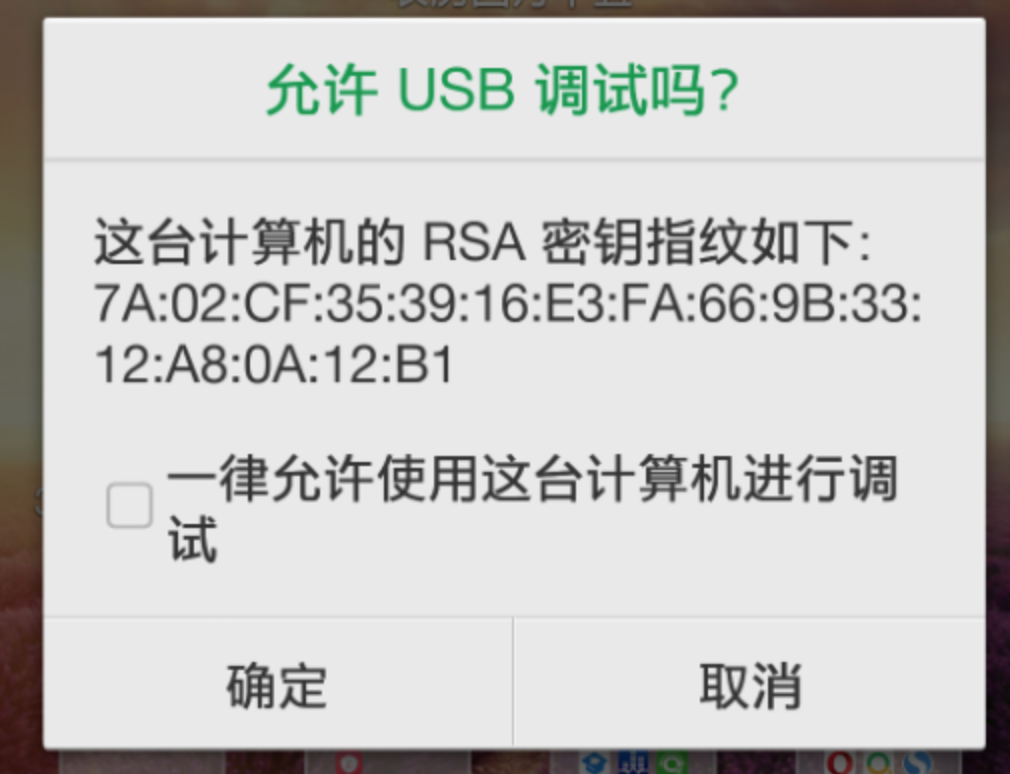 允许 USB 调试吗?
这台计算机的 RSA 密钥指纹如下:
7A:02:CF:35:39:16:E3:FA:66:9B:33:
12:A8:0A:12:B1
一律允许使用这台计算机进行调
试
确定
取消